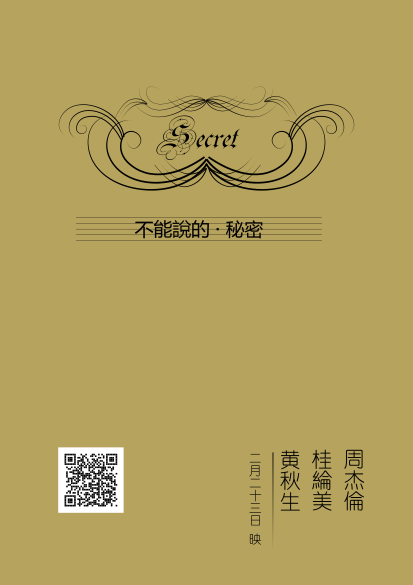 Secret
不能說的·秘密
周杰倫
桂綸美
黄秋生
二月二十三日 映